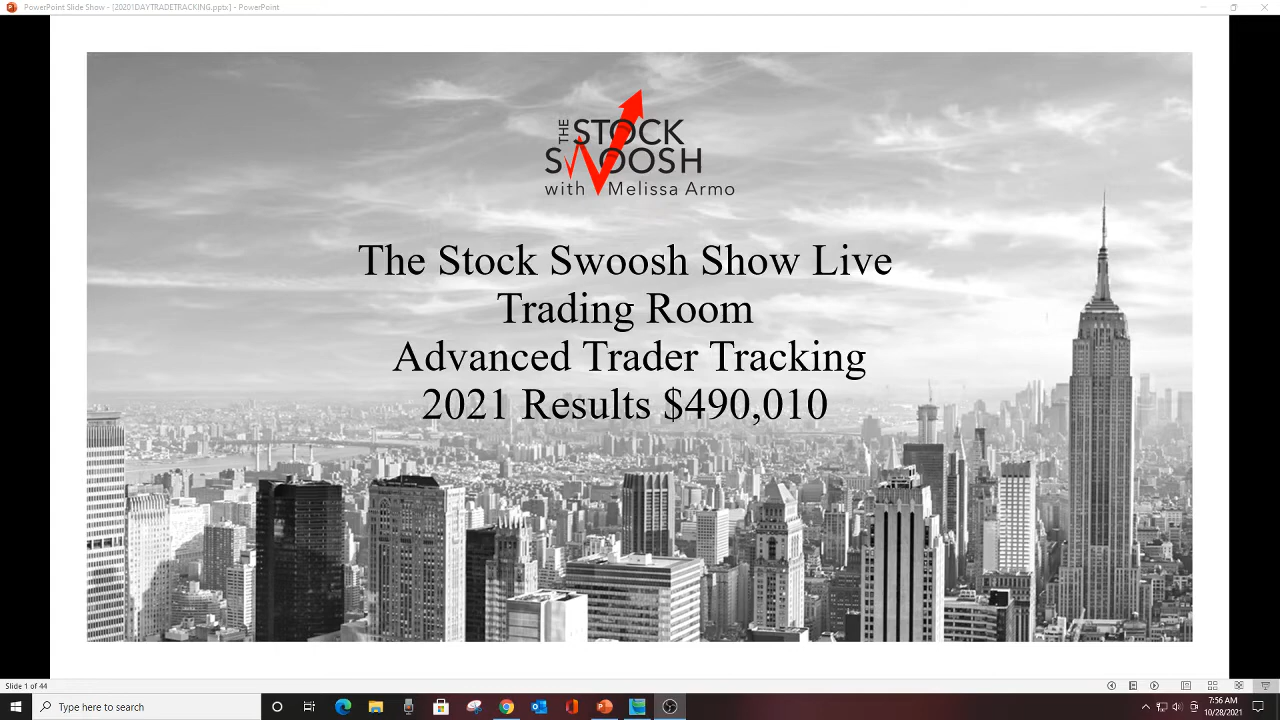 PowerPoint Slide Show - [20201DAYTRADETRACKING.pptx] - PowerPoint
THE STOCK
SWOOSH
with Melissa Armo
The Stock Swoosh Show Live
Trading Room
Advanced Trader Tracking
2021 Results $490,010
Slide 1 of 44
Type here to search
7:56 AM
10/28/2021